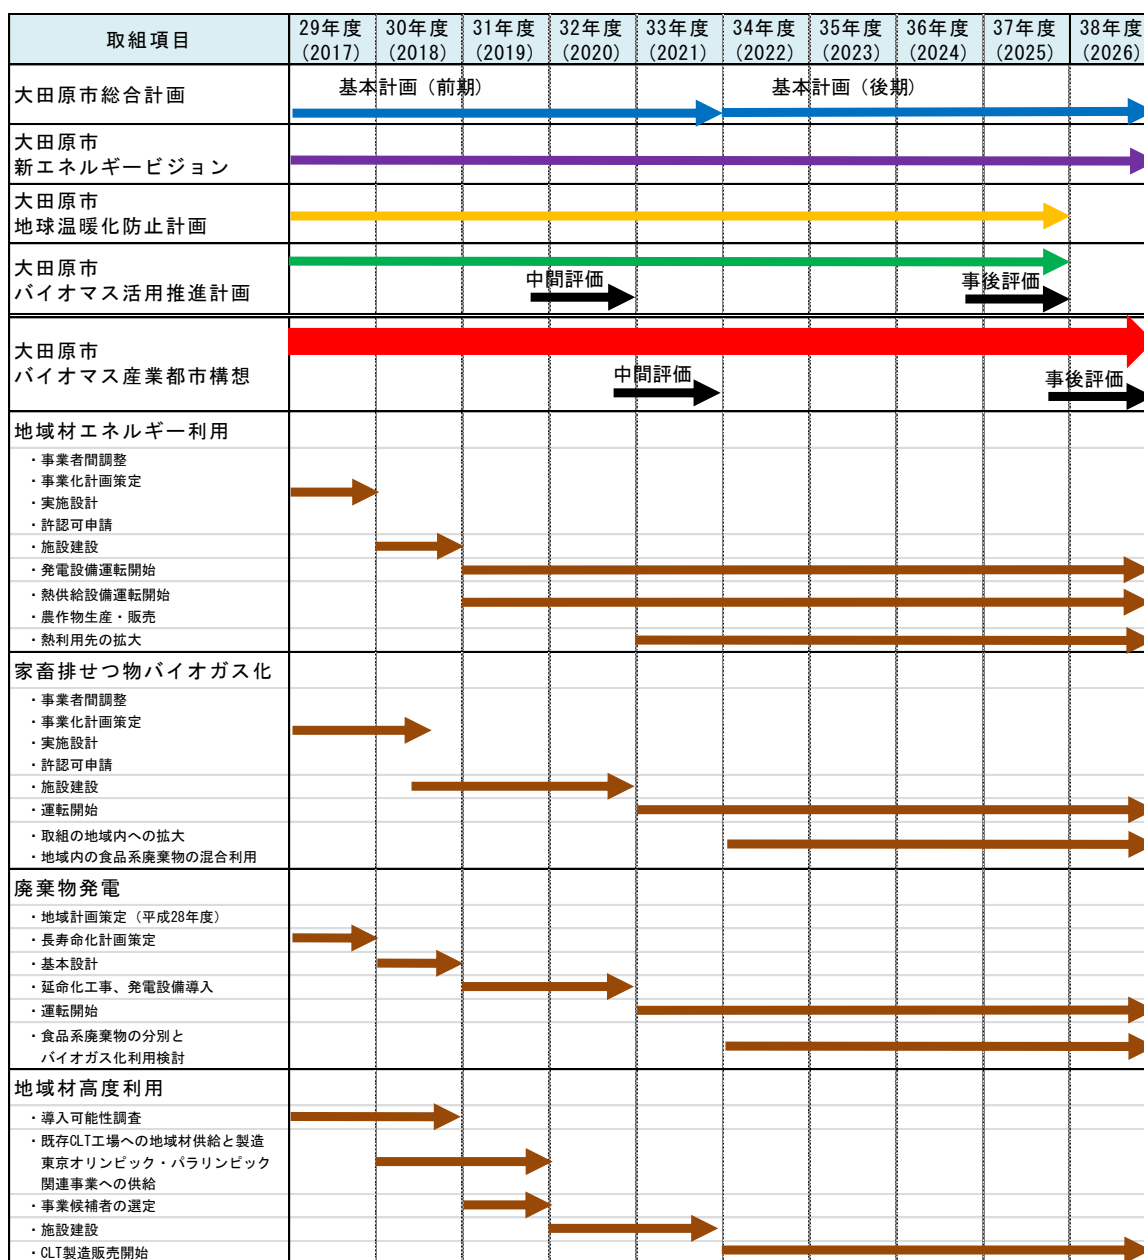 取組項目
29年度 30年度 31年度 32年度 33年度 34年度 35年度 36年度 37年度 38年度
(2017) (2018) (2019) (2020) (2021) (2022) (2023) (2024) (2025) (2026)
大田原市総合計画
基本計画（前期） 基本計画（後期）
大田原市
新エネルギービジョン
大田原市
地球温暖化防止計画
大田原市
バイオマス活用推進計画
中間評価 事後評価
大田原市
バイオマス産業都市構想
中間評価 事後評価
地域材エネルギー利用
・事業者間調整
・事業化計画策定
・実施設計
・許認可申請
・施設建設
・発電設備運転開始
・熱供給設備運転開始
・農作物生産・販売
・熱利用先の拡大
家畜排せつ物バイオガス化
・事業者間調整
・事業化計画策定
・実施設計
・許認可申請
・施設建設
・運転開始
・取組の地域内への拡大
・地域内の食品系廃棄物の混合利用
廃棄物発電
・地域計画策定（平成28年度）
・長寿命化計画策定
・基本設計
・延命化工事、発電設備導入
・運転開始
・食品系廃棄物の分別と
バイオガス化利用検討
地域材高度利用
・導入可能性調査
・既存CLT工場への地域材供給と製造
東京オリンピック・パラリンピック
関連事業への供給
・事業候補者の選定
・施設建設
・CLT製造販売開始